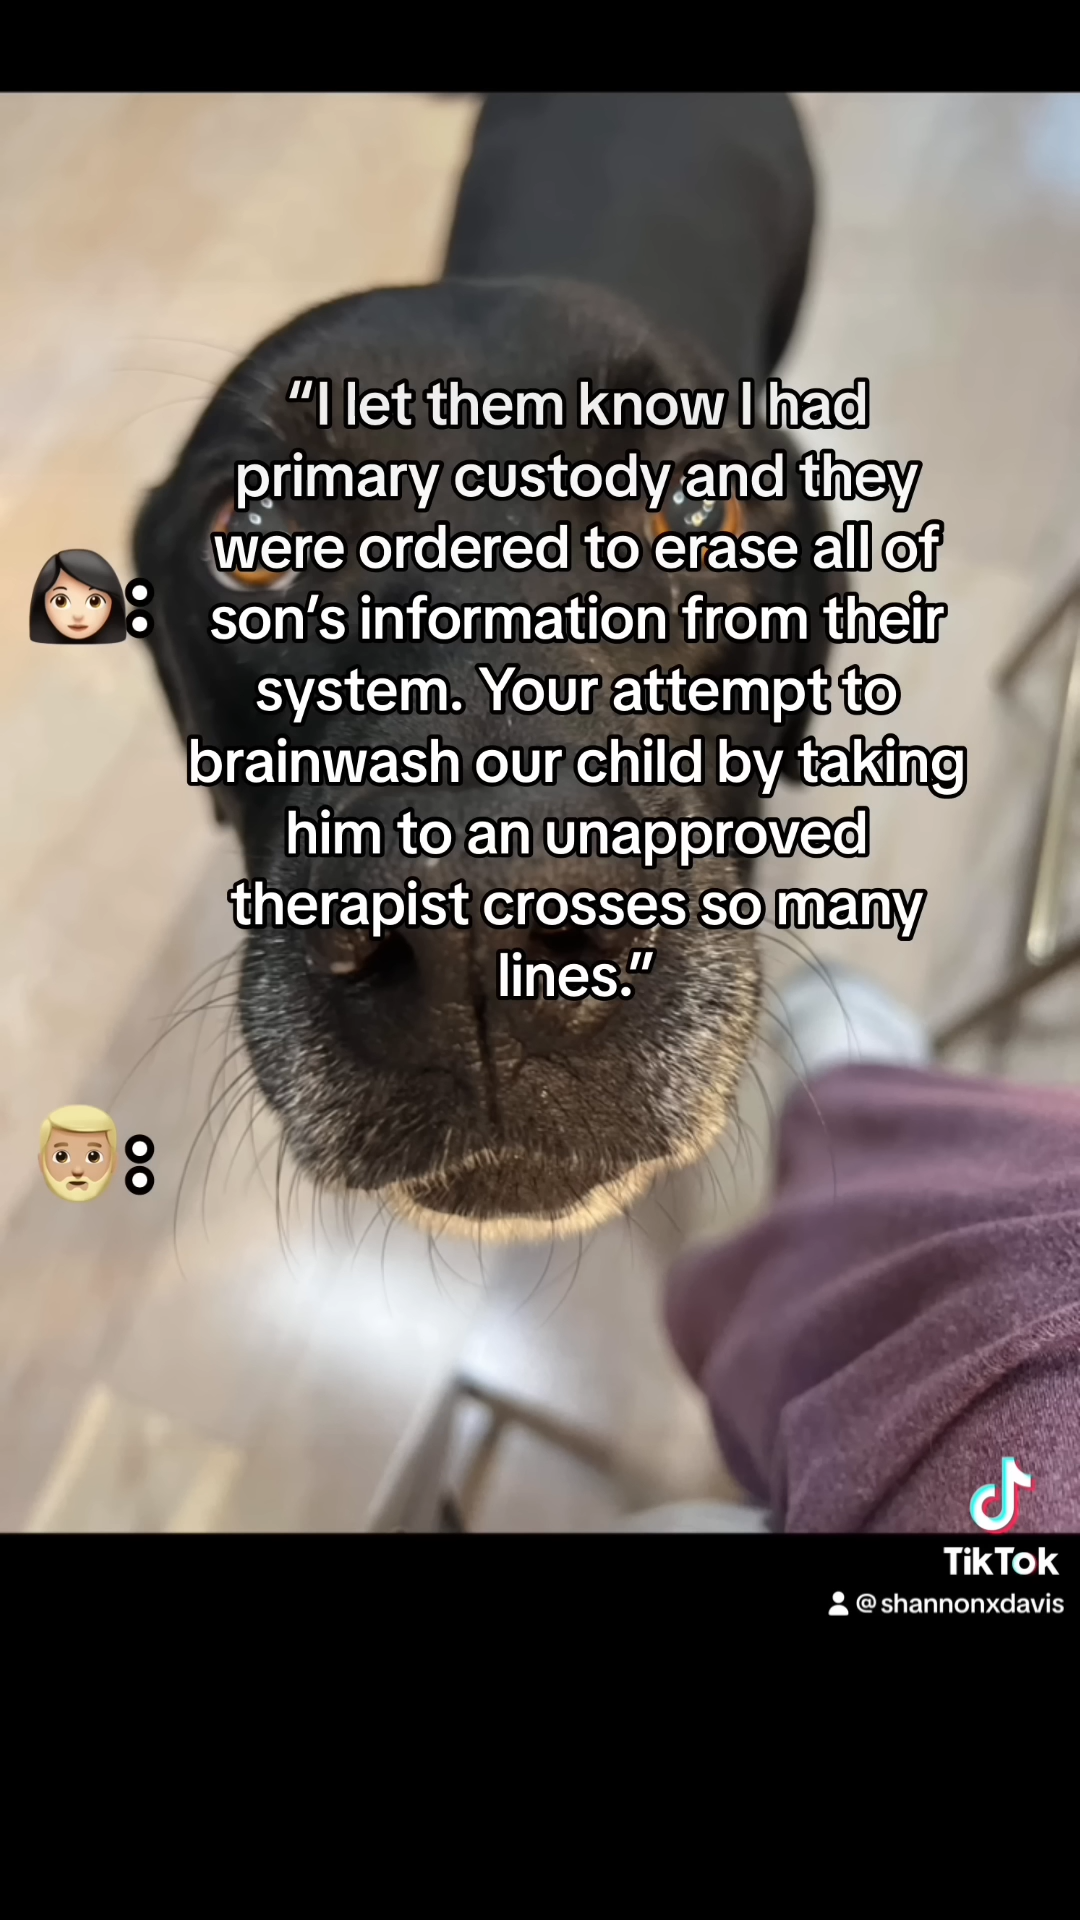 “I let them know I had
primary custody and they
were ordered to erase all of
son’s information from their
system. Your attempt to
brainwash our child by taking
him to an unapproved
therapist crosses so many
lines.”
:
:
TikTok
@shannonxdavis